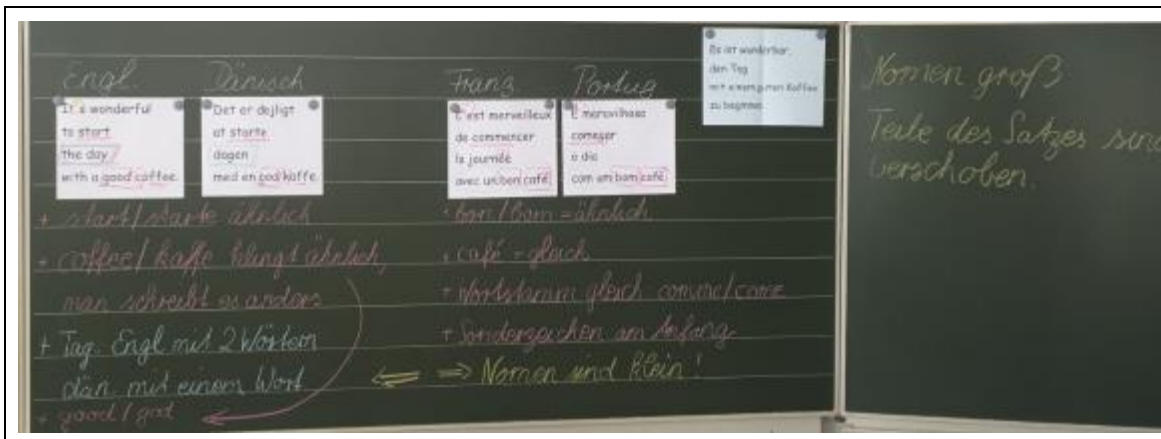 Engl Dänisch Franz Portug
It's wonderful
to start
the day
with a good coffee.
Det er dejligt
at starte
dagen
med en god kaffe.
C'est merveilleux
de commencer
la journée
avec un bon café.
É maravilhoso
começar
o dia
com um bom café.
Es ist wunderbar,
den Tag
mit einem guten Kaffee
zu beginnen.
+ start/starte ähnlich
+ coffee/kaffe klingt ähnlich,
man schreibt es anders
+ Tag. Engl mit 2 Wörtern
dän. mit einem Wort
+ good/god
+ bon/bom = ähnlich
+ café = gleich
+ Wortstamm gleich comme/come
+ Sonderzeichen am Anfang
⇐ ⇒ Nomen sind klein!
Nomen groß
Teile des Satzes sind
verschoben.